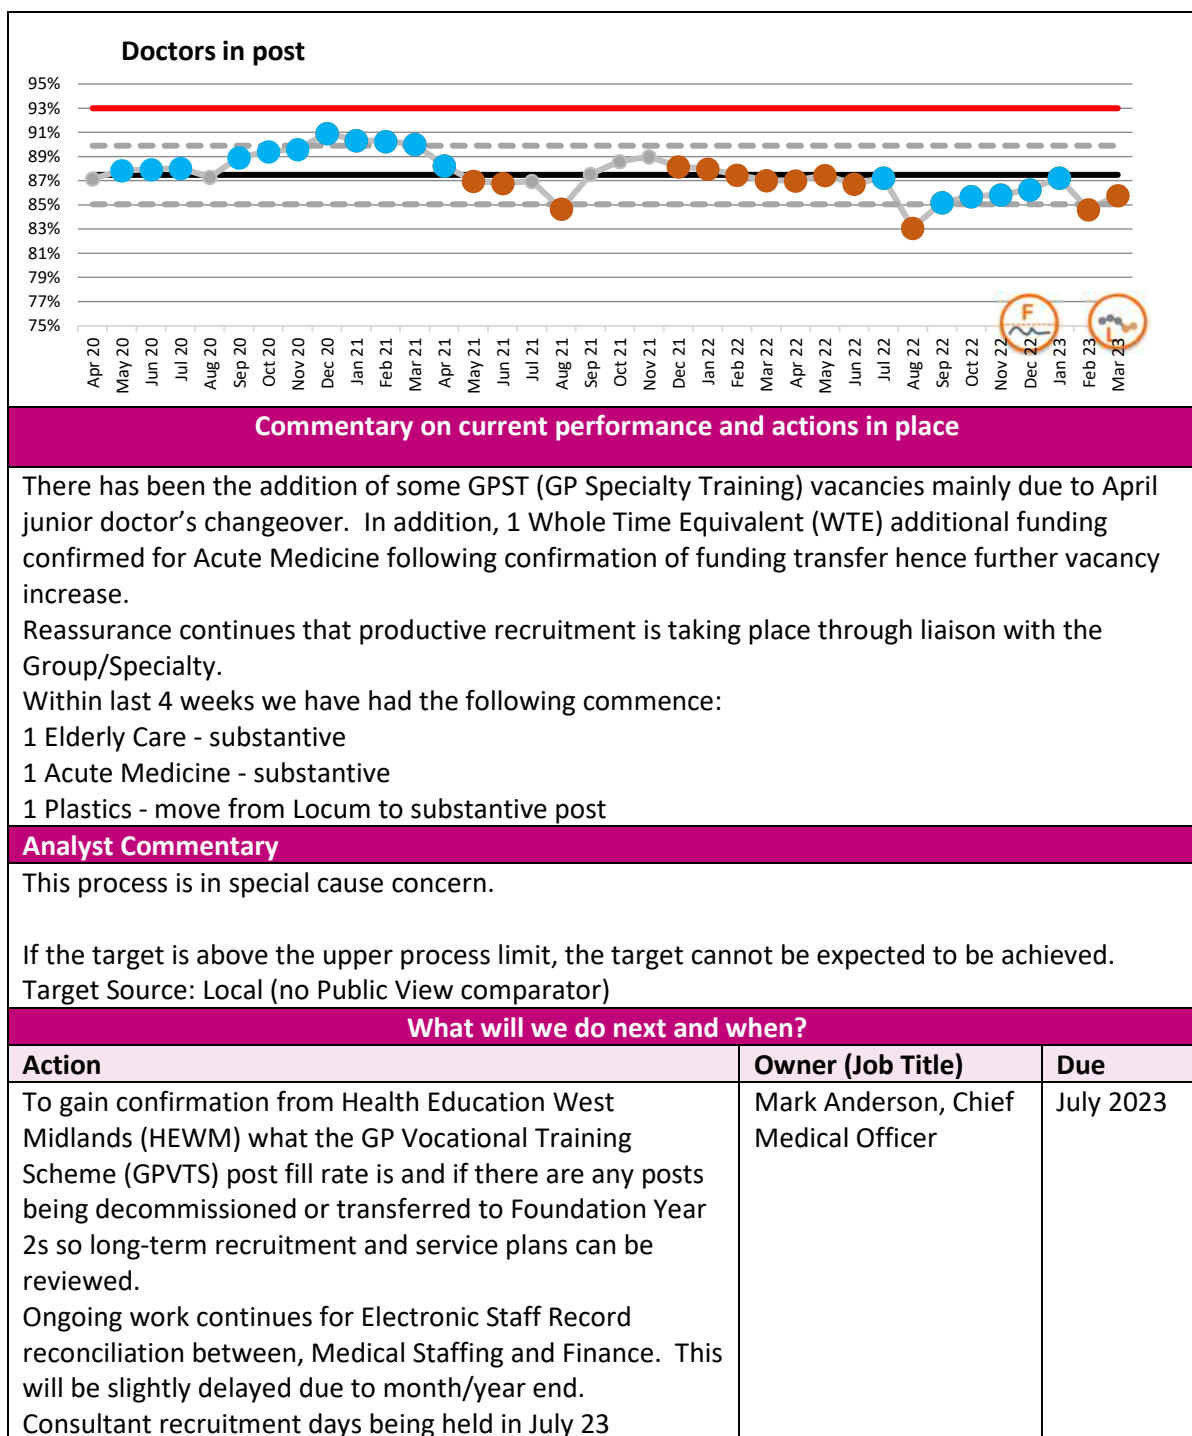 Doctors in post
95%
93%
91%
89%
87%
85%
83%
81%
79%
77%
75%
Apr 20
May 20
Jun 20
Jul 20
Aug 20
Sep 20
Oct 20
Nov 20
Dec 20
Jan 21
Feb 21
Mar 21
Apr 21
May 21
Jun 21
Jul 21
Aug 21
Sep 21
Oct 21
Nov 21
Dec 21
Jan 22
Feb 22
Mar 22
Apr 22
May 22
Jun 22
Jul 22
Aug 22
Sep 22
Oct 22
Nov 22
Dec 22
Jan 23
Feb 23
Mar 23
F
L
Commentary on current performance and actions in place
There has been the addition of some GPST (GP Specialty Training) vacancies mainly due to April
junior doctor’s changeover.  In addition, 1 Whole Time Equivalent (WTE) additional funding
confirmed for Acute Medicine following confirmation of funding transfer hence further vacancy
increase.
Reassurance continues that productive recruitment is taking place through liaison with the
Group/Specialty.
Within last 4 weeks we have had the following commence:
1 Elderly Care - substantive
1 Acute Medicine - substantive
1 Plastics - move from Locum to substantive post
Analyst Commentary
This process is in special cause concern.
If the target is above the upper process limit, the target cannot be expected to be achieved.
Target Source: Local (no Public View comparator)
What will we do next and when?
Action
Owner (Job Title)
Due
To gain confirmation from Health Education West
Midlands (HEWM) what the GP Vocational Training
Scheme (GPVTS) post fill rate is and if there are any posts
being decommissioned or transferred to Foundation Year
2s so long-term recruitment and service plans can be
reviewed.
Ongoing work continues for Electronic Staff Record
reconciliation between, Medical Staffing and Finance.  This
will be slightly delayed due to month/year end.
Consultant recruitment days being held in July 23
Mark Anderson, Chief
Medical Officer
July 2023